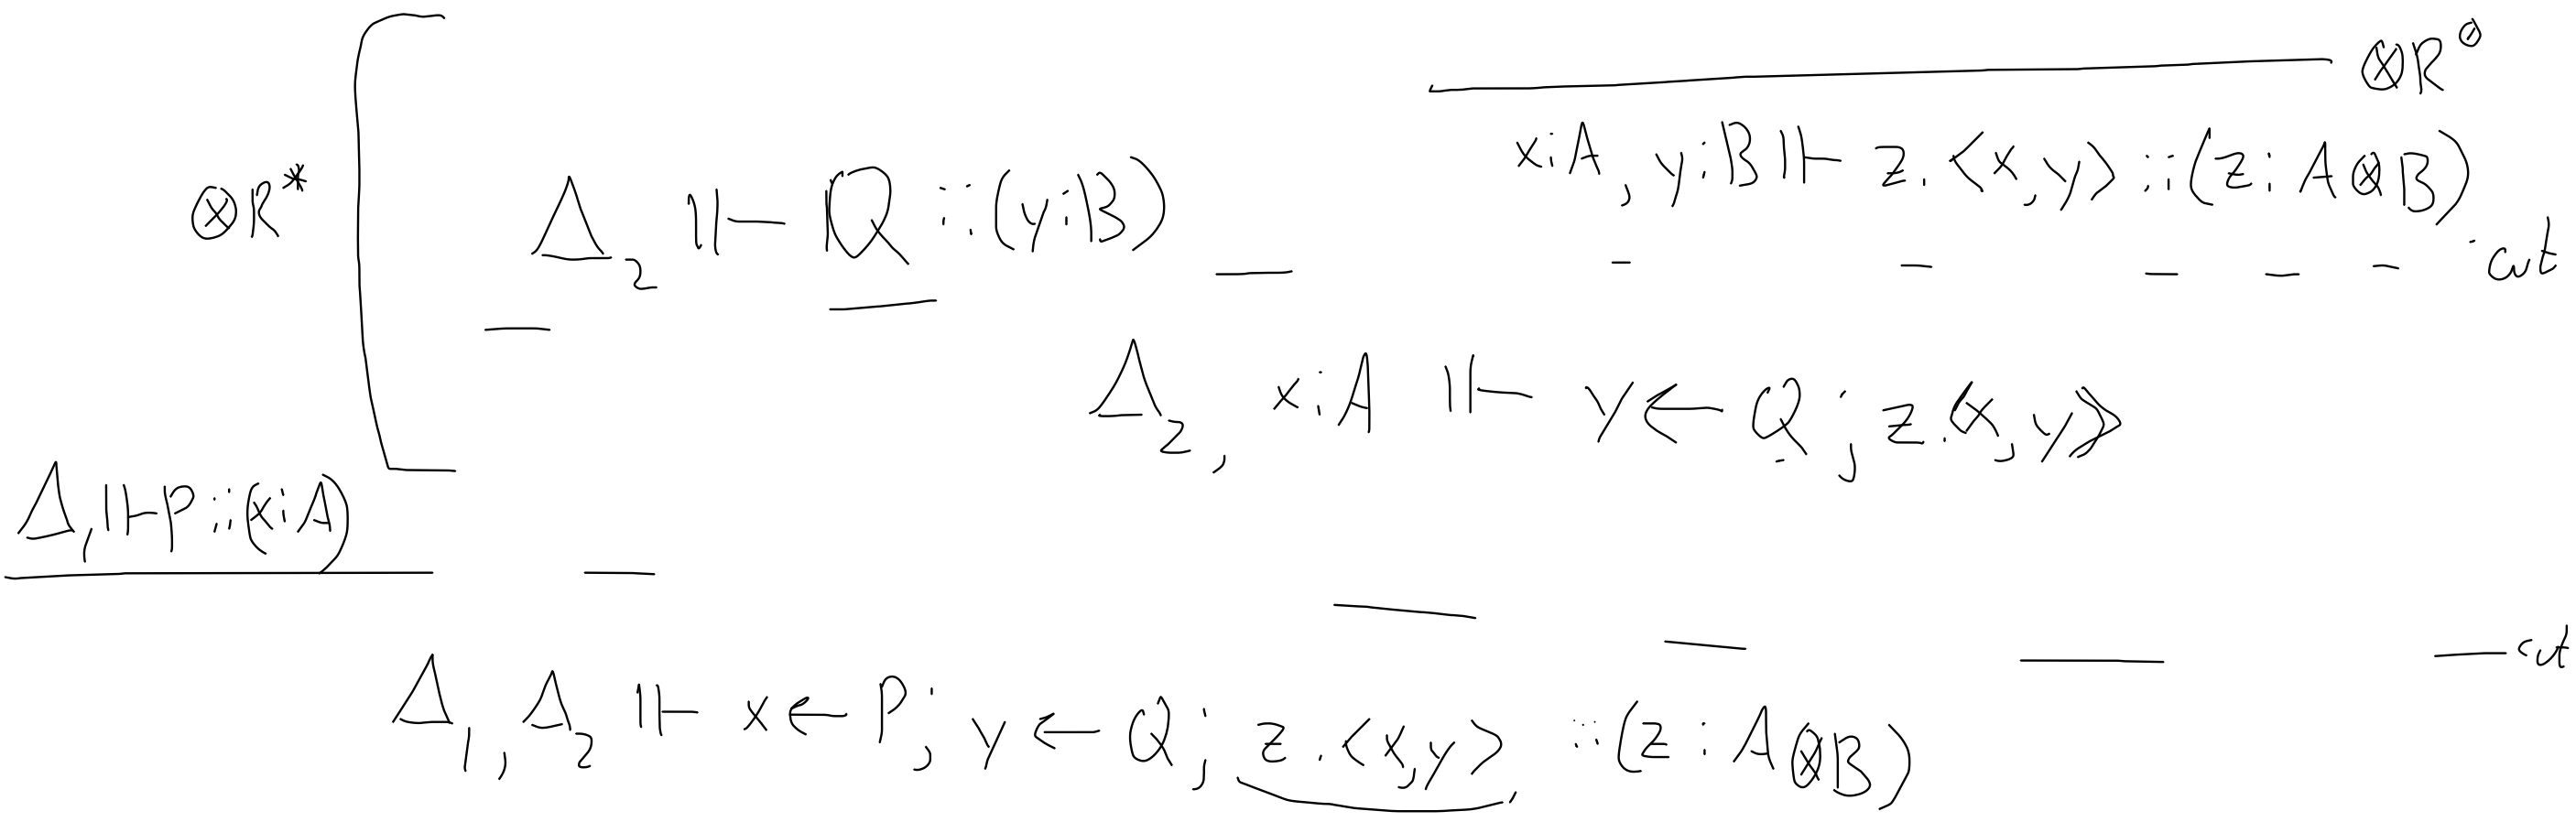 ⊗R⁰
x:A, y:B ⊩ z.<x,y> :: (z:A⊗B)
⊗R* Δ₂ ⊩ Q :: (y:B)
cut
Δ₂, x:A ⊩ y ← Q; z.<x,y>
Δ₁ ⊩ P :: (x:A)
cut
Δ₁, Δ₂ ⊩ x ← P; y ← Q; z.<x,y> :: (z:A⊗B)